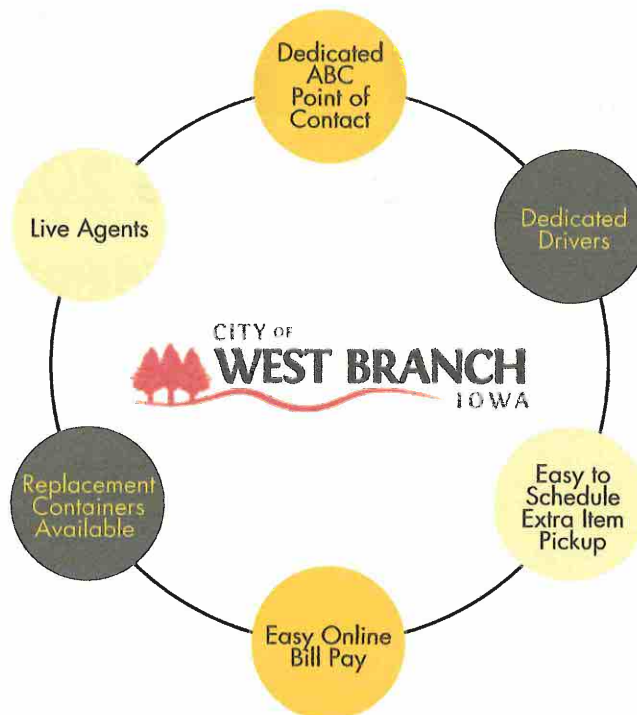 Dedicated
ABC
Point of
Contact
Dedicated
Drivers
Live Agents
CITY OF
WEST BRANCH
IOWA
Easy to
Schedule
Extra Item
Pickup
Replacement
Containers
Available
Easy Online
Bill Pay